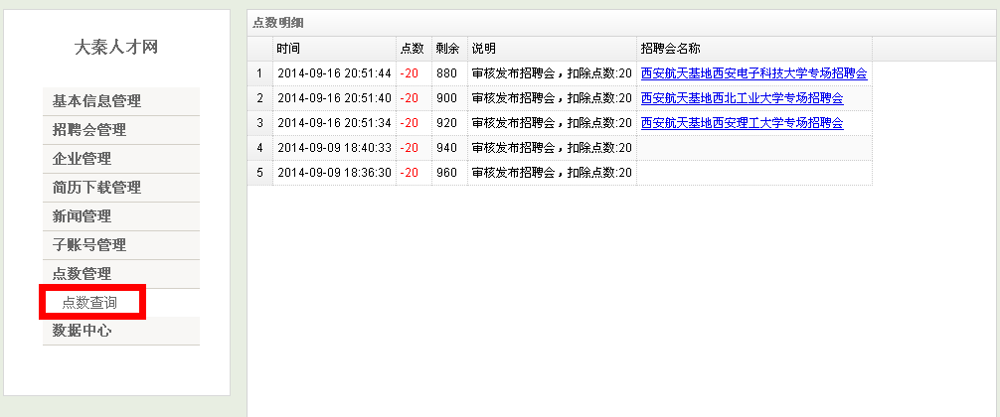 大秦人才网
基本信息管理
招聘会管理
企业管理
简历下载管理
新闻管理
子账号管理
点数管理
点数查询
数据中心
点数明细
时间 点数 剩余 说明 招聘会名称
1 2014-09-16 20:51:44 -20 880 审核发布招聘会，扣除点数:20 西安航天基地西安电子科技大学专场招聘会
2 2014-09-16 20:51:40 -20 900 审核发布招聘会，扣除点数:20 西安航天基地西北工业大学专场招聘会
3 2014-09-16 20:51:34 -20 920 审核发布招聘会，扣除点数:20 西安航天基地西安理工大学专场招聘会
4 2014-09-09 18:40:33 -20 940 审核发布招聘会，扣除点数:20
5 2014-09-09 18:36:30 -20 960 审核发布招聘会，扣除点数:20